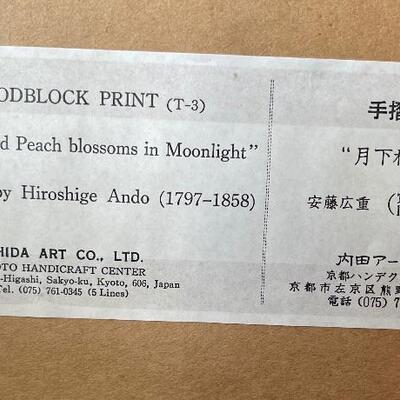 ODBLOCK PRINT (T-3)
d Peach blossoms in Moonlight"
by Hiroshige Ando (1797-1858)
HIDA ART CO., LTD.
OTO HANDICRAFT CENTER
-Higashi, Sakyo-ku, Kyoto, 606, Japan
Tel. (075) 761-0345 (5 Lines)
手摺
"月下
安藤広重
内田アー
京都ハンデク
京都市左京区熊野
電話 (075) 7